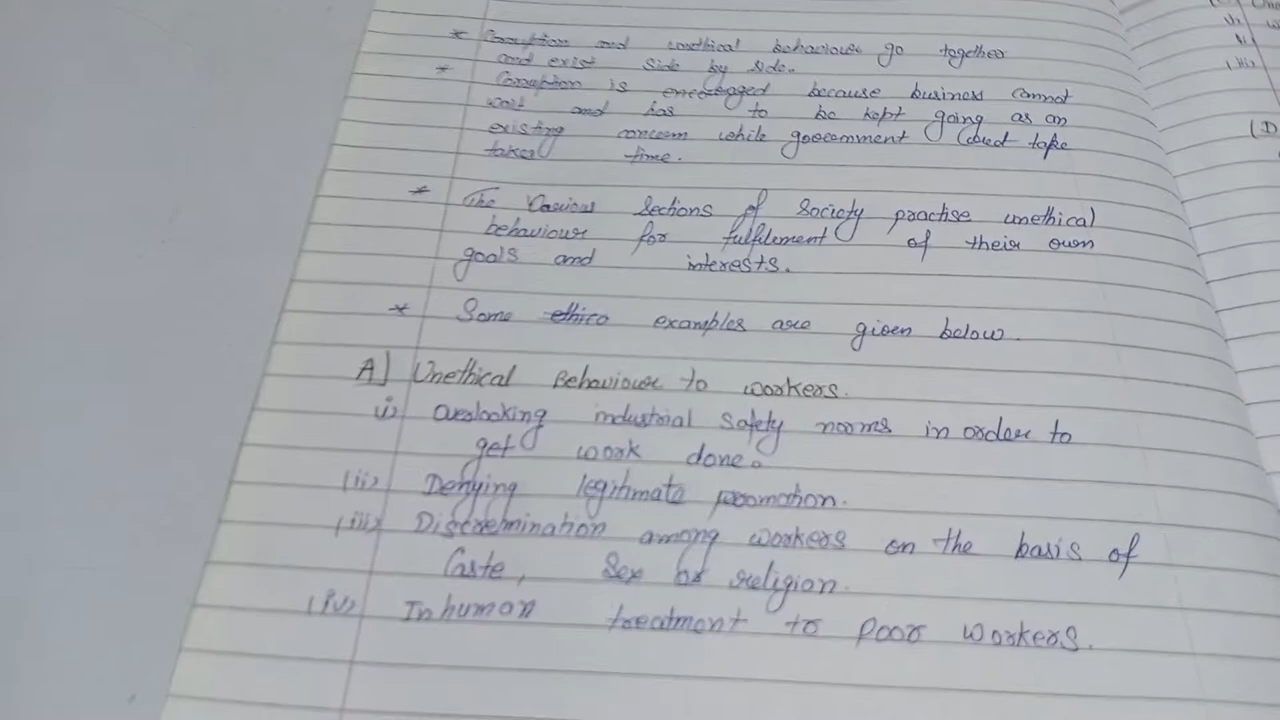 * Corruption and unethical behaviour go together
and exist side by side.
* Corruption is encouraged because business cannot
wait and has to be kept going as an
existing concern while government tape
takes time.
* The Various Sections of Society practise unethical
behaviour for fulfilement of their own
goals and interests.
* Some ethico examples are given below.
A] Unethical Behaviour to workers.
i) overlooking industrial safety norms in order to
get work done.
(ii) Denying legitimate promotion.
(iii) Discremination among workers on the basis of
Caste, Sex or religion.
(iv) Inhuman treatment to poor workers.